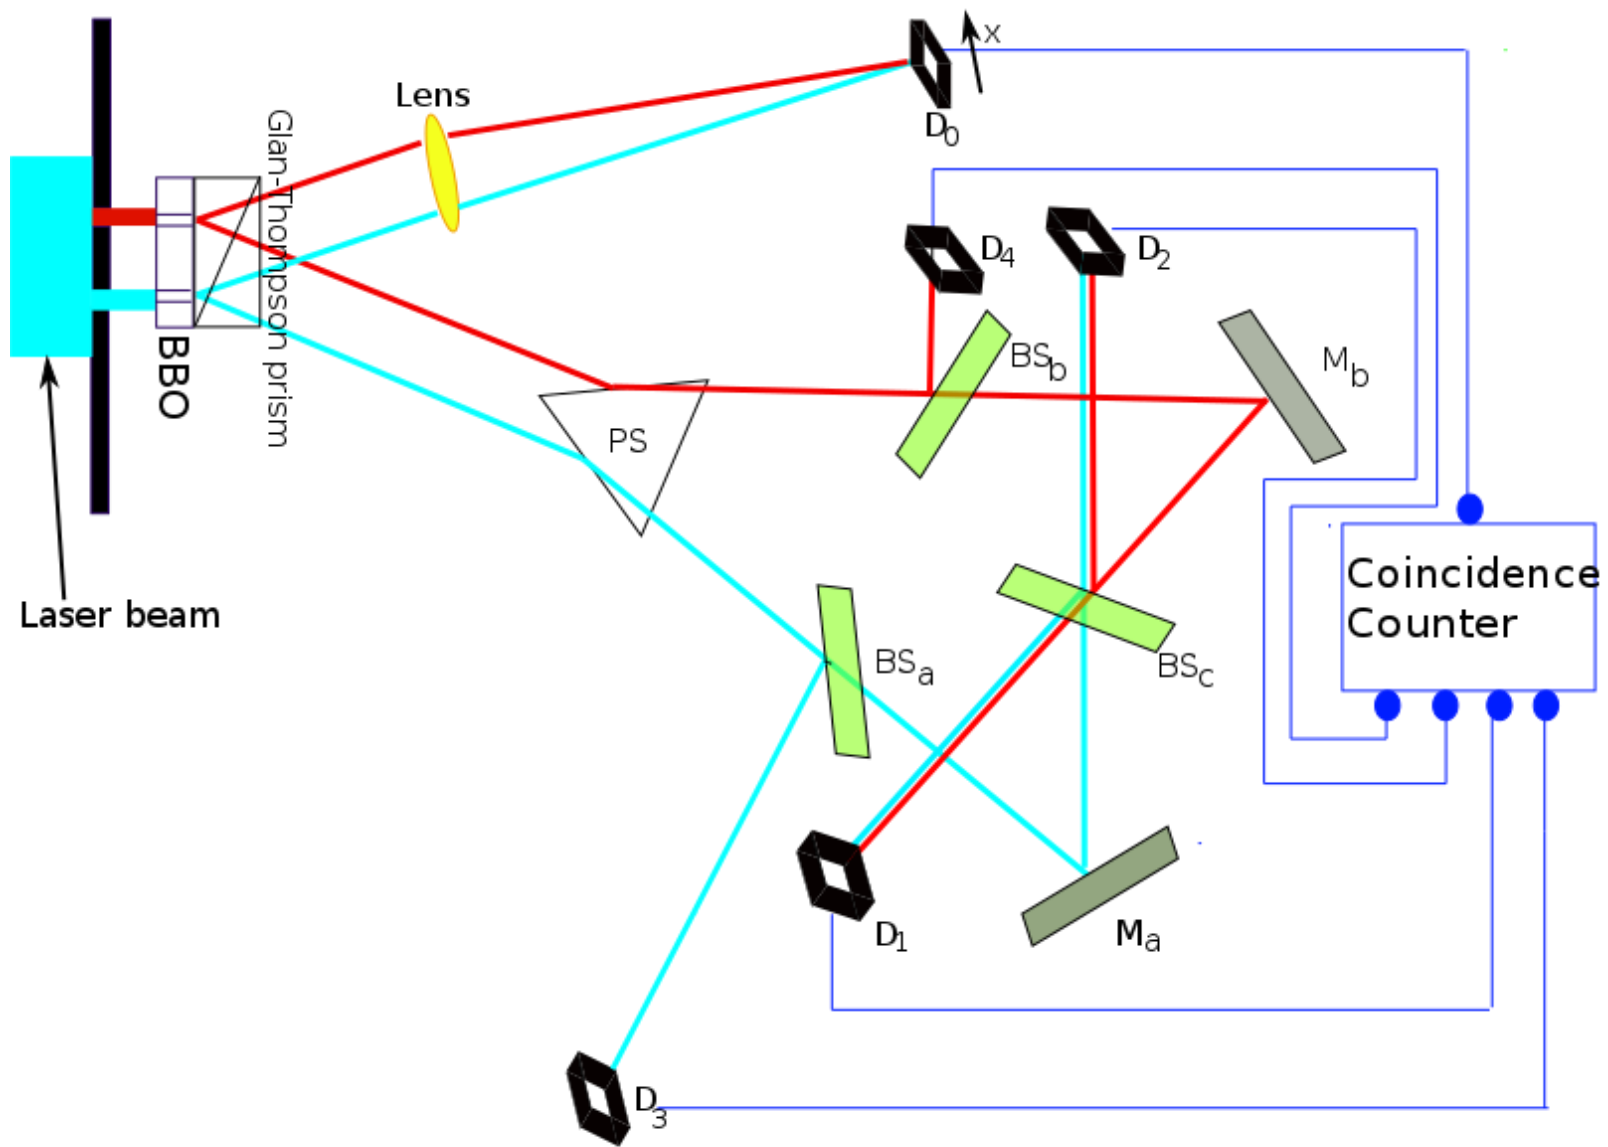 Lens
x
D0
Glan-Thompson prism
D4
D2
BSb
Mb
BBO
PS
Coincidence
Counter
Laser beam
BSa
BSc
D1
Ma
D3